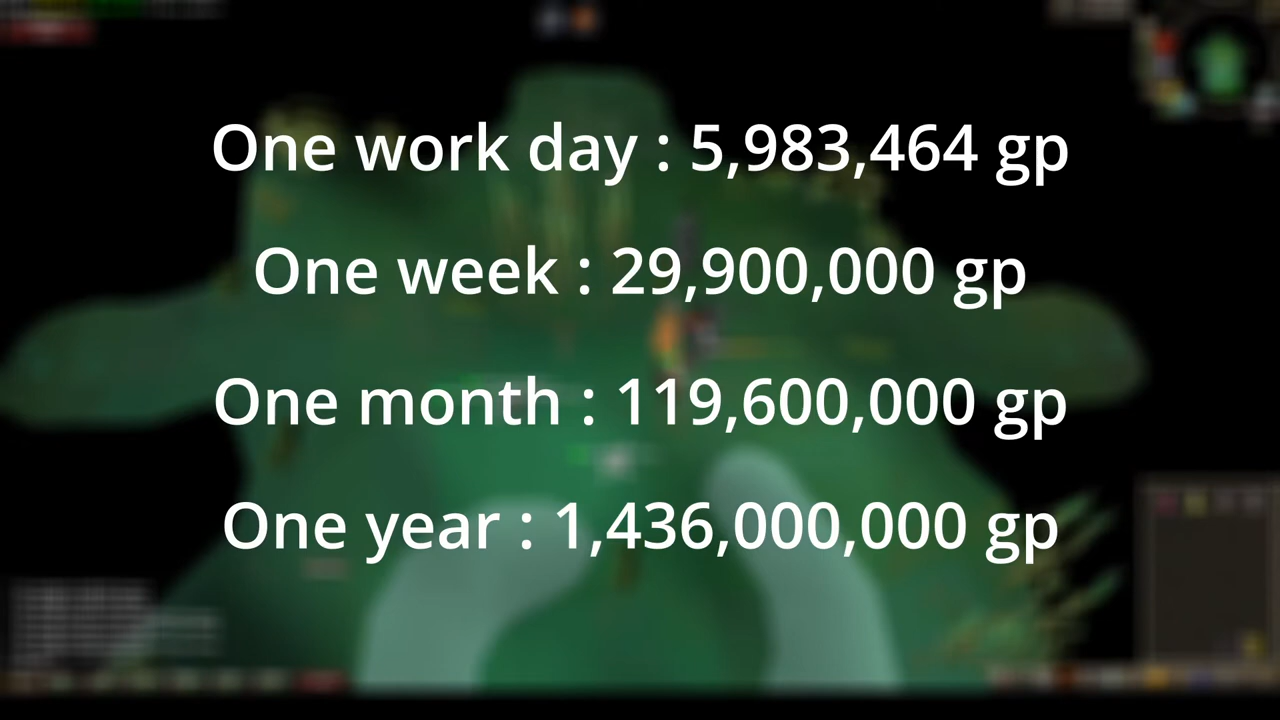 One work day : 5,983,464 gp
One week : 29,900,000 gp
One month : 119,600,000 gp
One year : 1,436,000,000 gp